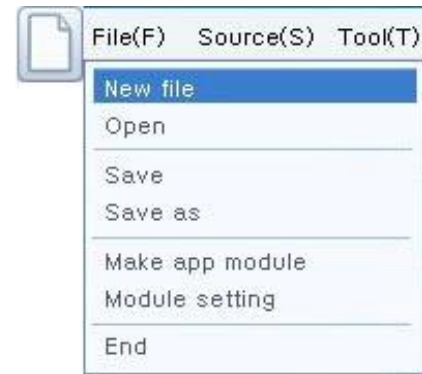 File(F) Source(S) Tool(T)
New file
Open
Save
Save as
Make app module
Module setting
End